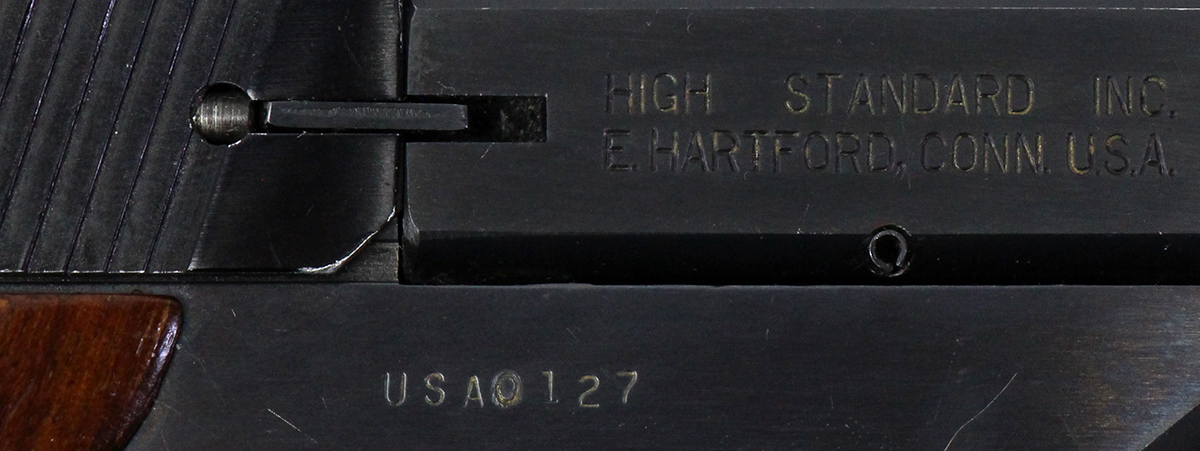 HIGH STANDARD INC.
E. HARTFORD, CONN. U.S.A.
USA0127